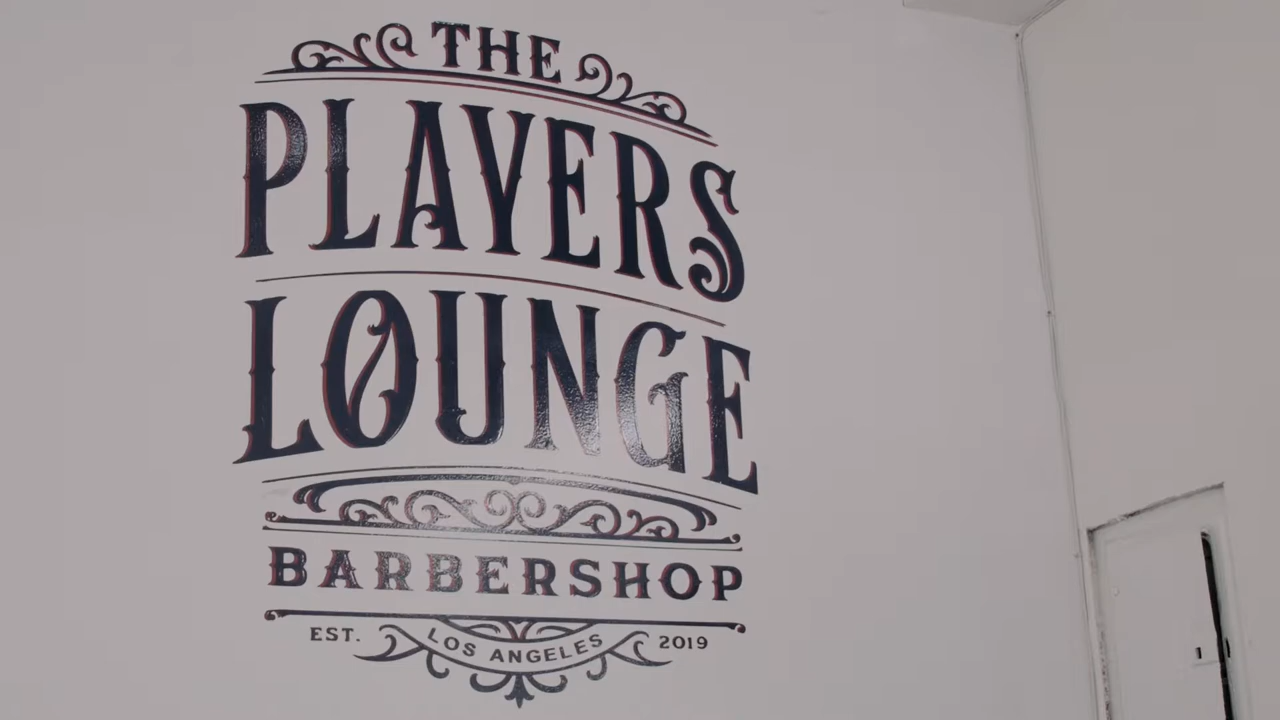 THE
PLAYERS
LOUNGE
BARBERSHOP
EST. LOS ANGELES 2019